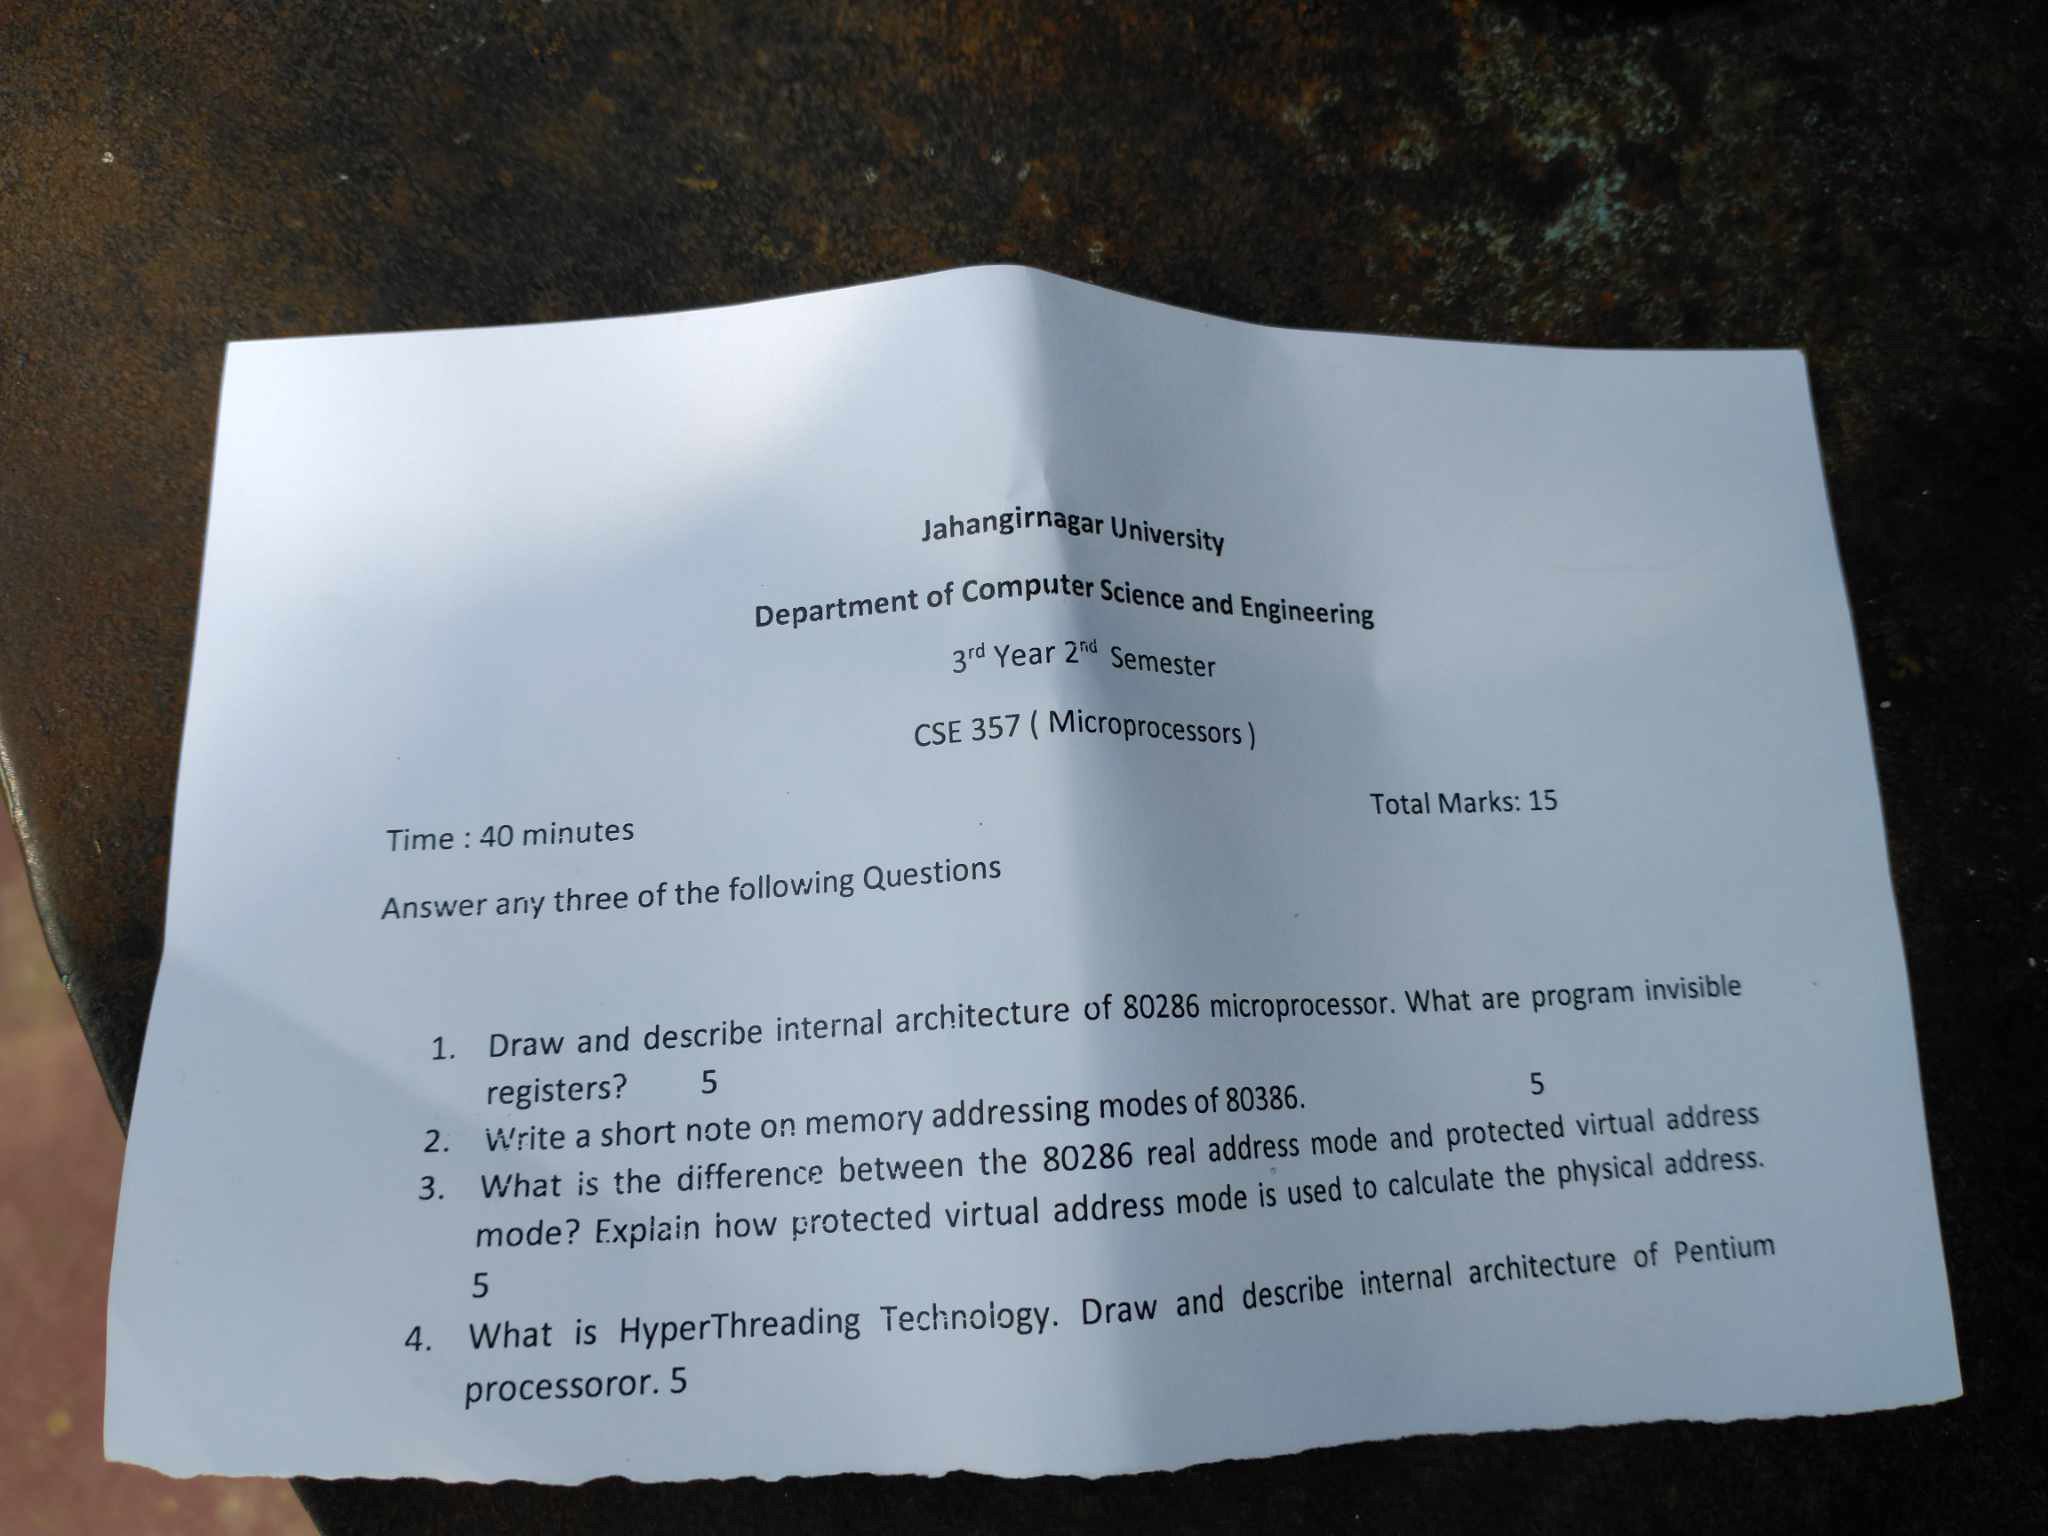 Jahangirnagar University
Department of Computer Science and Engineering
3rd Year 2nd Semester
CSE 357 ( Microprocessors )
Total Marks: 15
Time : 40 minutes
Answer any three of the following Questions
1. Draw and describe internal architecture of 80286 microprocessor. What are program invisible
registers? 5
2. Write a short note on memory addressing modes of 80386. 5
3. What is the difference between the 80286 real address mode and protected virtual address
mode? Explain how protected virtual address mode is used to calculate the physical address.
5
4. What is HyperThreading Technology. Draw and describe internal architecture of Pentium
processoror. 5